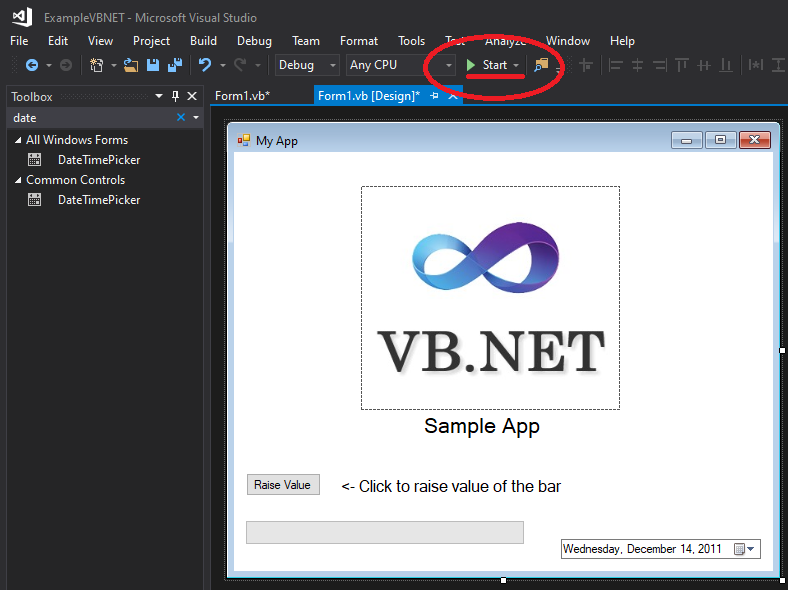 ExampleVBNET - Microsoft Visual Studio
File Edit View Project Build Debug Team Format Tools Test Analyze Window Help
Debug Any CPU Start
Toolbox Form1.vb* Form1.vb [Design]*
date
All Windows Forms
DateTimePicker
Common Controls
DateTimePicker
My App
VB.NET
Sample App
Raise Value <- Click to raise value of the bar
Wednesday, December 14, 2011